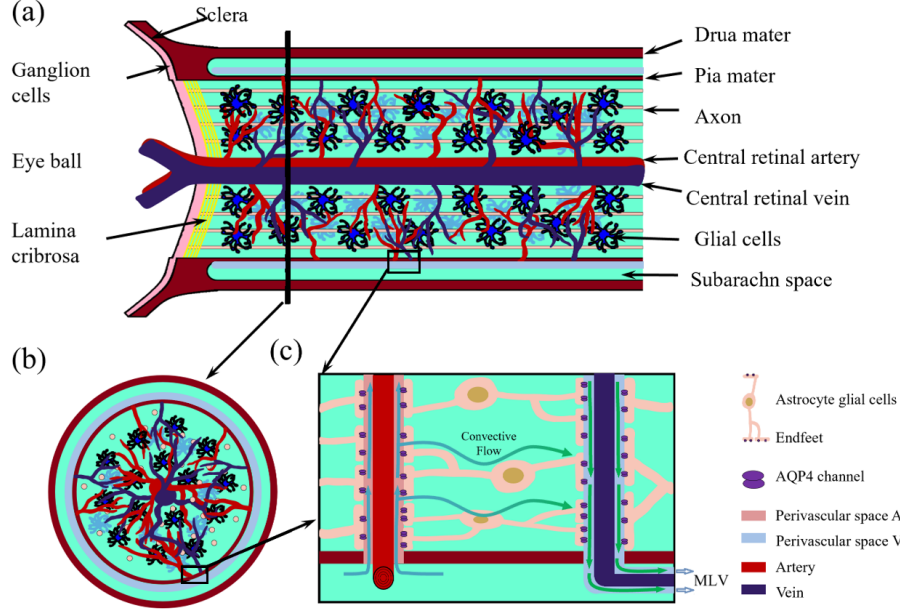 (a)
Sclera
Ganglion
cells
Eye ball
Lamina
cribrosa
Drua mater
Pia mater
Axon
Central retinal artery
Central retinal vein
Glial cells
Subarachn space
(b)
(c)
Convective
Flow
MLV
Astrocyte glial cells
Endfeet
AQP4 channel
Perivascular space A
Perivascular space V
Artery
Vein